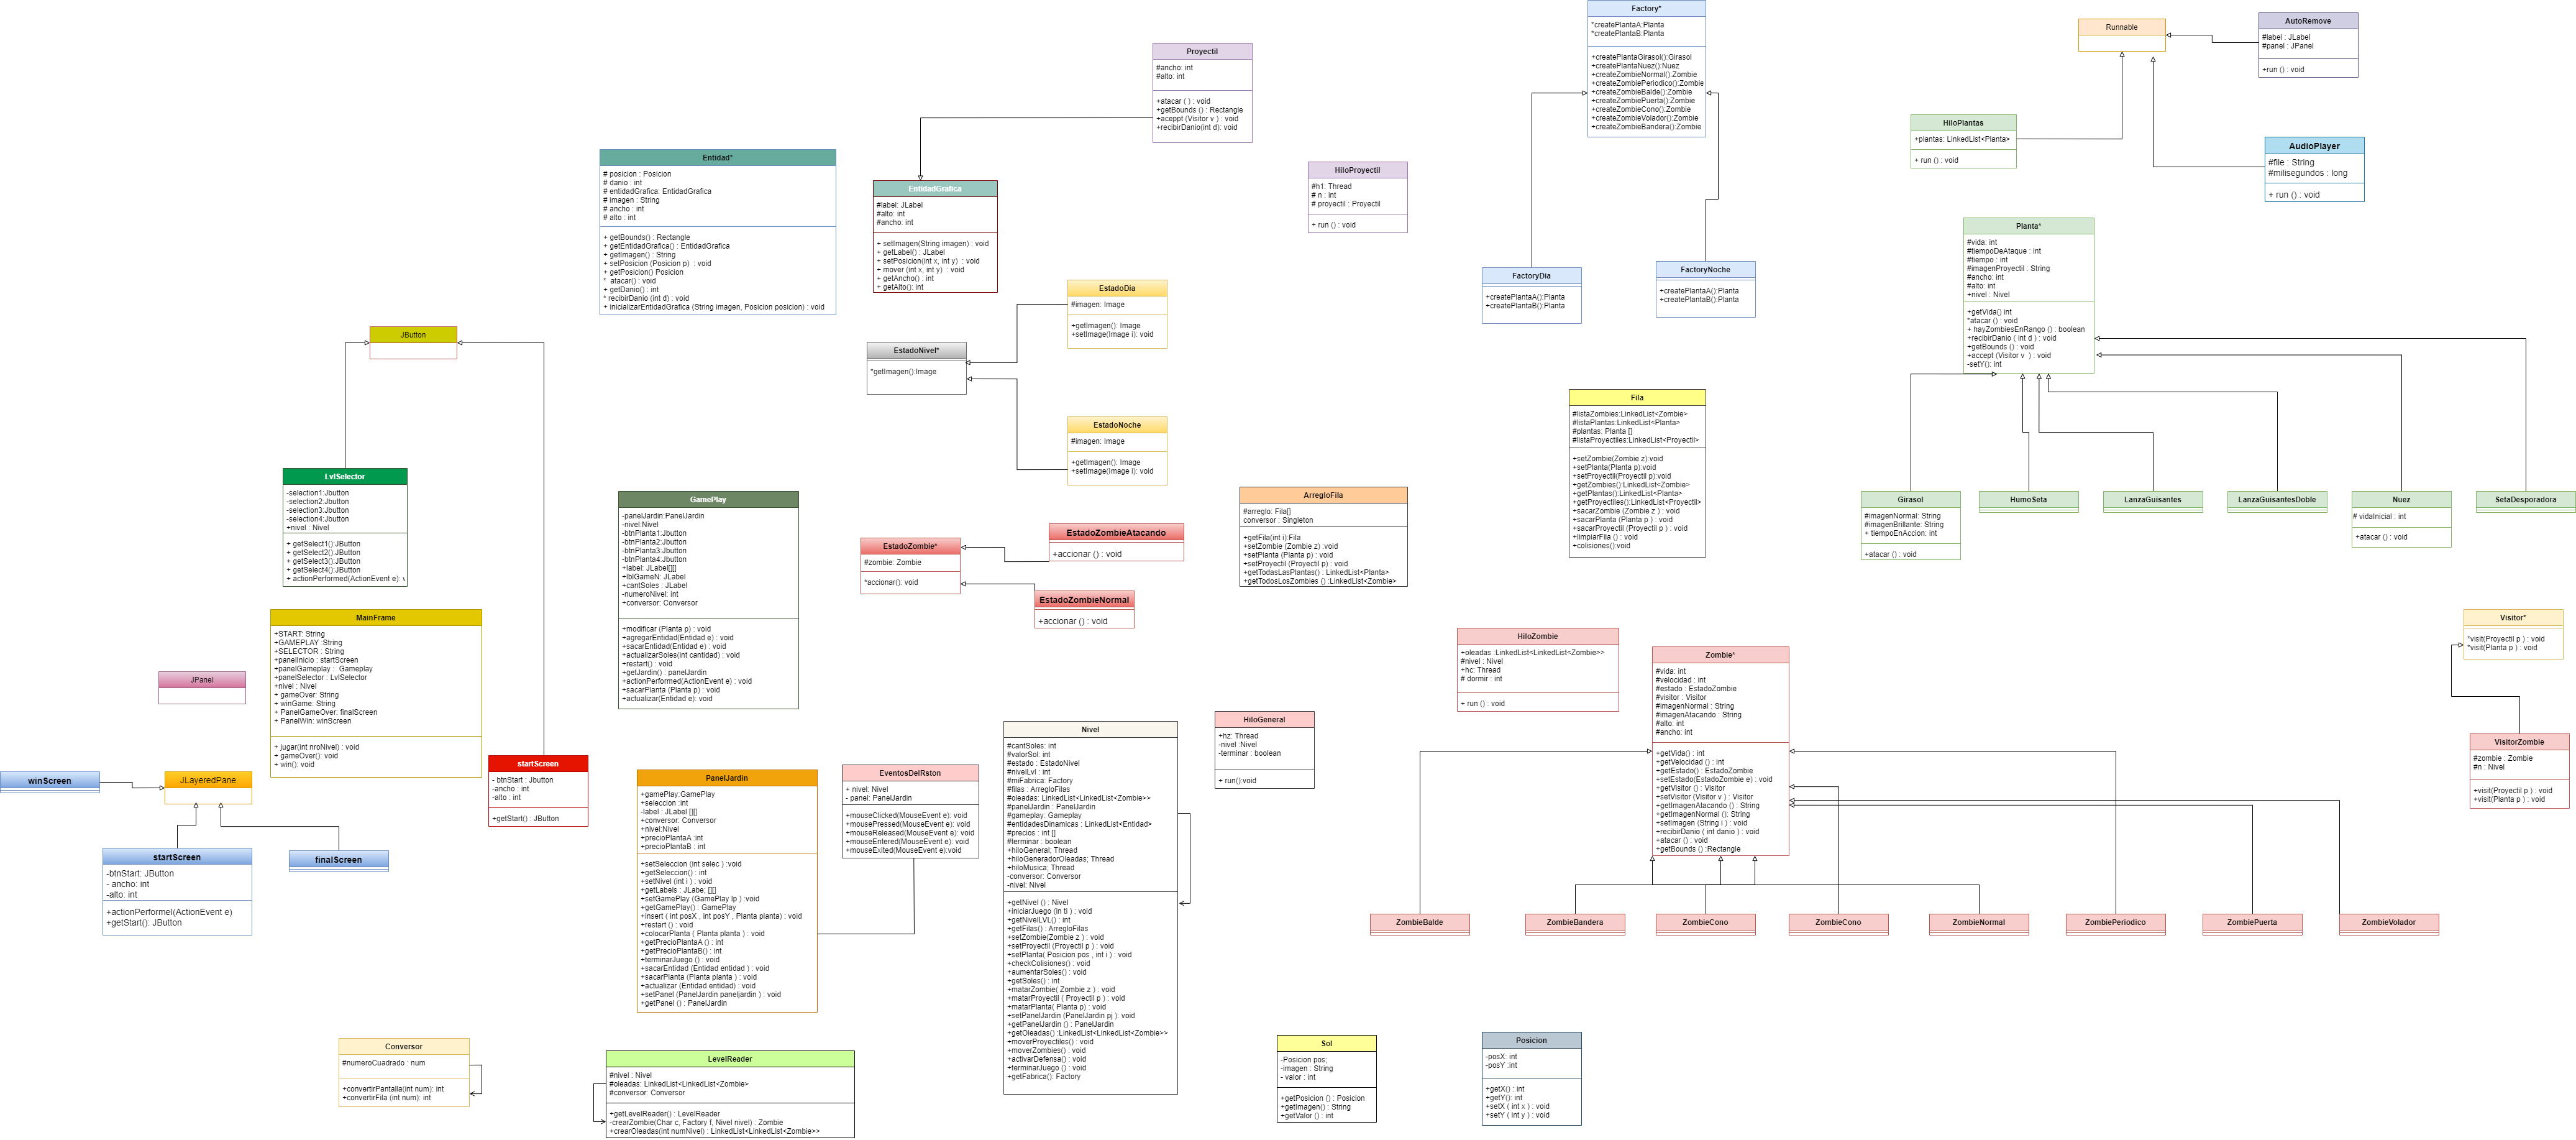 Factory*
*createPlantaA:Planta
*createPlantaB:Planta
+createPlantaGirasol():Girasol
+createPlantaNuez():Nuez
+createZombieNormal():Zombie
+createZombiePeriodico():Zombie
+createZombieBalde():Zombie
+createZombiePuerta():Zombie
+createZombieCono():Zombie
+createZombieVolador():Zombie
+createZombieBandera():Zombie
Runnable
AutoRemove
#label : JLabel
#panel : JPanel
+run () : void
Proyectil
#ancho: int
#alto: int
+atacar ( ) : void
+getBounds () : Rectangle
+aceppt (Visitor v ) : void
+recibirDanio(int d): void
HiloPlantas
+plantas: LinkedList<Planta>
+ run () : void
AudioPlayer
#file : String
#milisegundos : long
+ run () : void
Entidad*
# posicion : Posicion
# danio : int
# entidadGrafica: EntidadGrafica
# imagen : String
# ancho : int
# alto : int
+ getBounds() : Rectangle
+ getEntidadGrafica() : EntidadGrafica
+ getImagen() : String
+ setPosicion (Posicion p)  : void
+ getPosicion() Posicion
*  atacar() : void
+ getDanio() : int
* recibirDanio (int d) : void
+ inicializarEntidadGrafica (String imagen, Posicion posicion) : void
EntidadGrafica
#label: JLabel
#alto: int
#ancho: int
+ setImagen(String imagen) : void
+ getLabel() : JLabel
+ setPosicion(int x, int y)  : void
+ mover (int x, int y)  : void
+ getAncho() : int
+ getAlto(): int
HiloProyectil
#h1: Thread
# n : int
# proyectil : Proyectil
+ run () : void
FactoryDia
+createPlantaA():Planta
+createPlantaB():Planta
FactoryNoche
+createPlantaA():Planta
+createPlantaB():Planta
Planta*
#vida: int
#tiempoDeAtaque : int
#tiempo : int
#imagenProyectil : String
#ancho: int
#alto: int
+nivel : Nivel
+getVida() int
*atacar () : void
+ hayZombiesEnRango () : boolean
+recibirDanio ( int d ) : void
+getBounds () : void
+accept (Visitor v  ) : void
-setY(): int
EstadoDia
#imagen: Image
+getImagen(): Image
+setImage(Image i): void
EstadoNivel*
*getImagen():Image
EstadoNoche
#imagen: Image
+getImagen(): Image
+setImage(Image i): void
JButton
Fila
#listaZombies:LinkedList<Zombie>
#listaPlantas:LinkedList<Planta>
#plantas: Planta []
#listaProyectiles:LinkedList<Proyectil>
+setZombie(Zombie z):void
+setPlanta(Planta p):void
+setProyectil(Proyectil p):void
+getZombies():LinkedList<Zombie>
+getPlantas():LinkedList<Planta>
+getProyectiles():LinkedList<Proyectil>
+sacarZombie (Zombie z ) : void
+sacarPlanta (Planta p ) : void
+sacarProyectil (Proyectil p ) : void
+limpiarFila () : void
+colisiones():void
LvlSelector
-selection1:Jbutton
-selection2:Jbutton
-selection3:Jbutton
-selection4:Jbutton
+nivel : Nivel
+ getSelect1():JButton
+ getSelect2():JButton
+ getSelect3():JButton
+ getSelect4():JButton
+ actionPerformed(ActionEvent e):
GamePlay
-panelJardin:PanelJardin
-nivel:Nivel
-btnPlanta1:Jbutton
-btnPlanta2:Jbutton
-btnPlanta3:Jbutton
-btnPlanta4:Jbutton
+label: JLabel[][]
+lblGameN: JLabel
+cantSoles : JLabel
-numeroNivel: int
+conversor: Conversor
+modificar (Planta p) : void
+agregarEntidad(Entidad e) : void
+sacarEntidad(Entidad e) : void
+actualizarSoles(int cantidad) : void
+restart() : void
+getJardin() : panelJardin
+actionPerformed(ActionEvent e) : void
+sacarPlanta (Planta p) : void
+actualizar(Entidad e): void
ArregloFila
#arreglo: Fila[]
conversor : Singleton
+getFila(int i):Fila
+setZombie (Zombie z) :void
+setPlanta (Planta p) : void
+setProyectil (Proyectil p) : void
+getTodasLasPlantas() : LinkedList<Planta>
+getTodosLosZombies () :LinkedList<Zombie>
EstadoZombie*
#zombie: Zombie
*accionar(): void
EstadoZombieAtacando
+accionar () : void
EstadoZombieNormal
+accionar () : void
Girasol
#imagenNormal: String
#imagenBrillante: String
+ tiempoEnAccion: int
+atacar () : void
HumoSeta
LanzaGuisantes
LanzaGuisantesDoble
Nuez
# vidaInicial : int
+atacar () : void
SetaDesporadora
MainFrame
+START: String
+GAMEPLAY :String
+SELECTOR : String
+panelInicio : startScreen
+panelGameplay :  Gameplay
+panelSelector : LvlSelector
+nivel : Nivel
+ gameOver: String
+ winGame: String
+ PanelGameOver: finalScreen
+ PanelWin: winScreen
+ jugar(int nroNivel) : void
+ gameOver(): void
+ win(): void
JPanel
HiloZombie
+oleadas :LinkedList<LinkedList<Zombie>>
#nivel : Nivel
+hc: Thread
# dormir : int
+ run () : void
Zombie*
#vida: int
#velocidad : int
#estado : EstadoZombie
#visitor : Visitor
#imagenNormal : String
#imagenAtacando : String
#alto: int
#ancho: int
+getVida() : int
+getVelocidad () : int
+getEstado() : EstadoZombie
+setEstado(EstadoZombie e) : void
+getVisitor () : Visitor
+setVisitor (Visitor v ) : Visitor
+getImagenAtacando () : String
+getImagenNormal (): String
+setImagen (String i ) : void
+recibirDanio ( int danio ) : void
+atacar () : void
+getBounds () :Rectangle
Visitor*
*visit(Proyectil p ) : void
*visit(Planta p ) : void
VisitorZombie
#zombie : Zombie
#n : Nivel
+visit(Proyectil p ) : void
+visit(Planta p ) : void
HiloGeneral
+hz: Thread
-nivel :Nivel
-terminar : boolean
+ run():void
Nivel
#cantSoles: int
#valorSol: int
#estado : EstadoNivel
#nivelLvl : int
#miFabrica: Factory
#filas : ArregloFilas
#oleadas: LinkedList<LinkedList<Zombie>>
#panelJardin : PanelJardin
#gameplay: Gameplay
#entidadesDinamicas : LinkedList<Entidad>
#precios : int []
#terminar : boolean
+hiloGeneral; Thread
+hiloGeneradorOleadas; Thread
+hiloMusica; Thread
-conversor: Conversor
-nivel: Nivel
+getNivel () : Nivel
+iniciarJuego (in ti ) : void
+getNivelLVL() : int
+getFilas() : ArregloFilas
+setZombie(Zombie z ) : void
+setProyectil (Proyectil p ) : void
+setPlanta( Posicion pos , int i ) : void
+checkColisiones() : void
+aumentarSoles() : void
+getSoles() : int
+matarZombie( Zombie z ) : void
+matarProyectil ( Proyectil p ) : void
+matarPlanta( Planta p) : void
+setPanelJardin (PanelJardin pj ): void
+getPanelJardin () : PanelJardin
+getOleadas() :LinkedList<LinkedList<Zombie>>
+moverProyectiles() : void
+moverZombies() : void
+activarDefensa() : void
+terminarJuego () : void
+getFabrica(): Factory
winScreen
JLayeredPane
startScreen
- btnStart : Jbutton
-ancho : int
-alto : int
+getStart() : JButton
PanelJardin
+gamePlay:GamePlay
+seleccion :int
-label : JLabel [][]
+conversor: Conversor
+nivel:Nivel
+precioPlantaA :int
+precioPlantaB : int
+setSeleccion (int selec ) :void
+getSeleccion() : int
+setNivel (int i ) : void
+getLabels : JLabe; [][]
+setGamePlay (GamePlay lp ) :void
+getGamePlay() : GamePlay
+insert ( int posX , int posY , Planta planta) : void
+restart () : void
+colocarPlanta ( Planta planta ) : void
+getPrecioPlantaA () : int
+getPrecioPlantaB() : int
+terminarJuego () : void
+sacarEntidad (Entidad entidad ) : void
+sacarPlanta (Planta planta ) : void
+actualizar (Entidad entidad) : void
+setPanel (PanelJardin paneljardin ) : void
+getPanel () : PanelJardin
EventosDelRston
+ nivel: Nivel
- panel: PanelJardin
+mouseClicked(MouseEvent e): void
+mousePressed(MouseEvent e): void
+mouseReleased(MouseEvent e): void
+mouseEntered(MouseEvent e): void
+mouseExited(MouseEvent e):void
startScreen
-btnStart: JButton
- ancho: int
-alto: int
+actionPerformel(ActionEvent e)
+getStart(): JButton
finalScreen
ZombieBalde
ZombieBandera
ZombieCono
ZombieCono
ZombieNormal
ZombiePeriodico
ZombiePuerta
ZombieVolador
Conversor
#numeroCuadrado : num
+convertirPantalla(int num): int
+convertirFila (int num): int
LevelReader
#nivel : Nivel
#oleadas: LinkedList<LinkedList<Zombie>
#conversor: Conversor
+getLevelReader() : LevelReader
-crearZombie(Char c, Factory f, Nivel nivel) : Zombie
+crearOleadas(int numNivel) : LinkedList<LinkedList<Zombie>>
Sol
-Posicion pos;
-imagen : String
- valor : int
+getPosicion () : Posicion
+getImagen() : String
+getValor () : int
Posicion
-posX: int
-posY :int
+getX() : int
+getY(): int
+setX ( int x ) : void
+setY ( int y ) : void